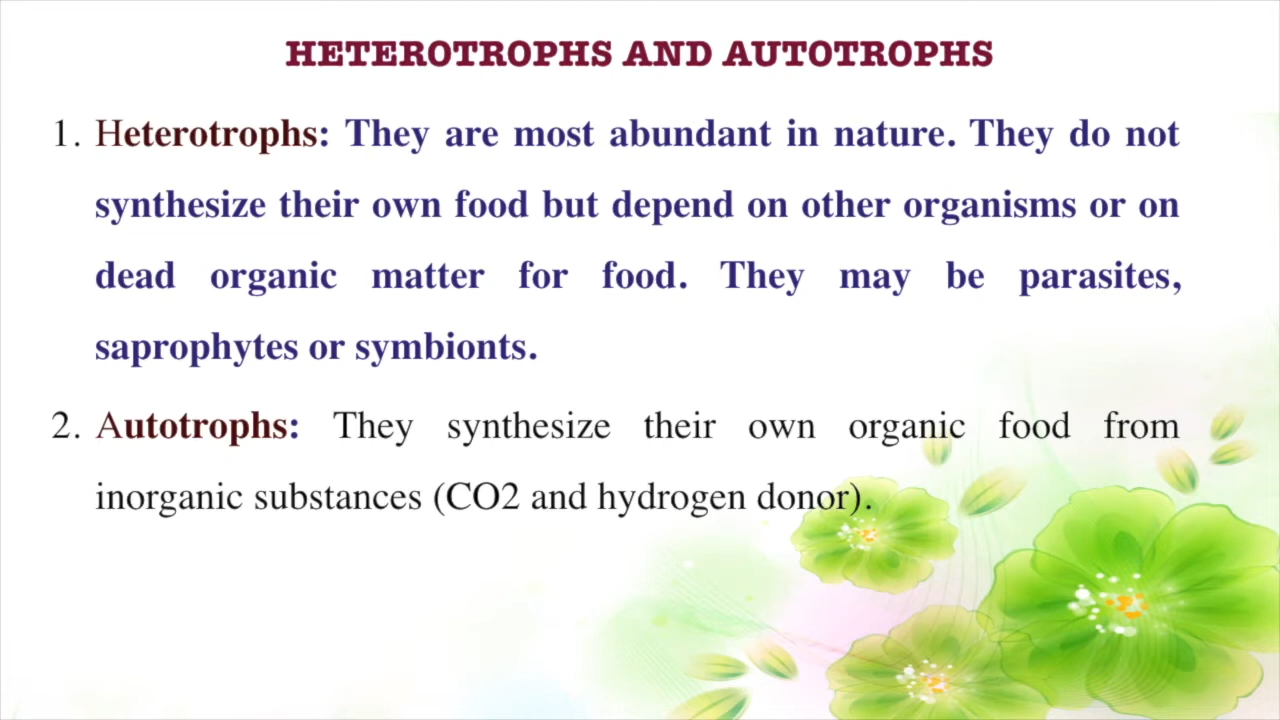 HETEROTROPHS AND AUTOTROPHS
1. Heterotrophs: They are most abundant in nature. They do not
synthesize their own food but depend on other organisms or on
dead organic matter for food. They may be parasites,
saprophytes or symbionts.
2. Autotrophs: They synthesize their own organic food from
inorganic substances (CO2 and hydrogen donor).